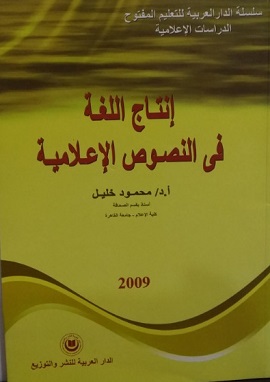 سلسلة الدار العربية للتعليم المفتوح
الدراسات الإعلامية
إنتاج اللغة
فى النصوص الإعلامية
أ.د/ محمود خليل
أستاذ بقسم الصحافة
كلية الإعلام - جامعة القاهرة
2009
الدار العربية للنشر والتوزيع